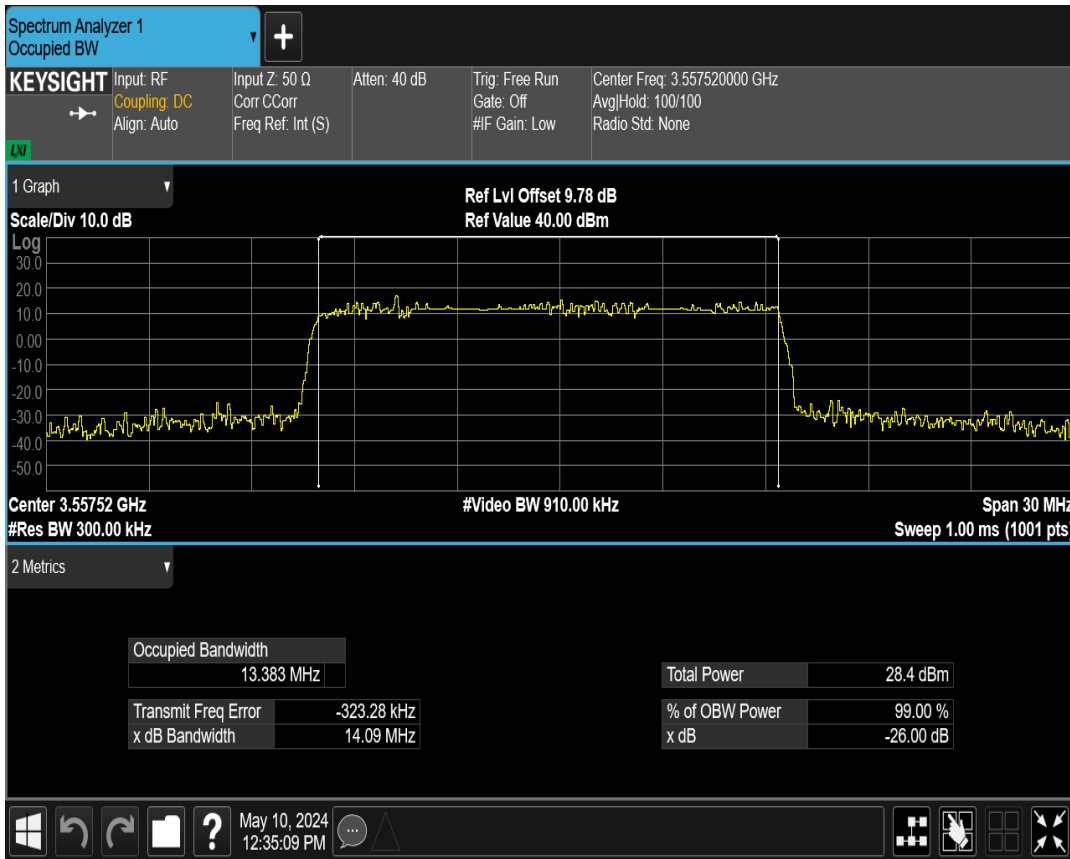 Spectrum Analyzer 1
Occupied BW
KEYSIGHT
LXI
Input: RF
Coupling: DC
Align: Auto
Input Z: 50 Ω
Corr CCorr
Freq Ref: Int (S)
Atten: 40 dB
Trig: Free Run
Gate: Off
#IF Gain: Low
Center Freq: 3.557520000 GHz
Avg|Hold: 100/100
Radio Std: None
1 Graph
Scale/Div 10.0 dB
Ref Lvl Offset 9.78 dB
Ref Value 40.00 dBm
Log
30.0
20.0
10.0
0.00
-10.0
-20.0
-30.0
-40.0
-50.0
Center 3.55752 GHz
#Res BW 300.00 kHz
#Video BW 910.00 kHz
Span 30 MHz
Sweep 1.00 ms (1001 pts)
2 Metrics
Occupied Bandwidth
13.383 MHz
Transmit Freq Error -323.28 kHz
x dB Bandwidth 14.09 MHz
Total Power 28.4 dBm
% of OBW Power 99.00 %
x dB -26.00 dB
May 10, 2024
12:35:09 PM